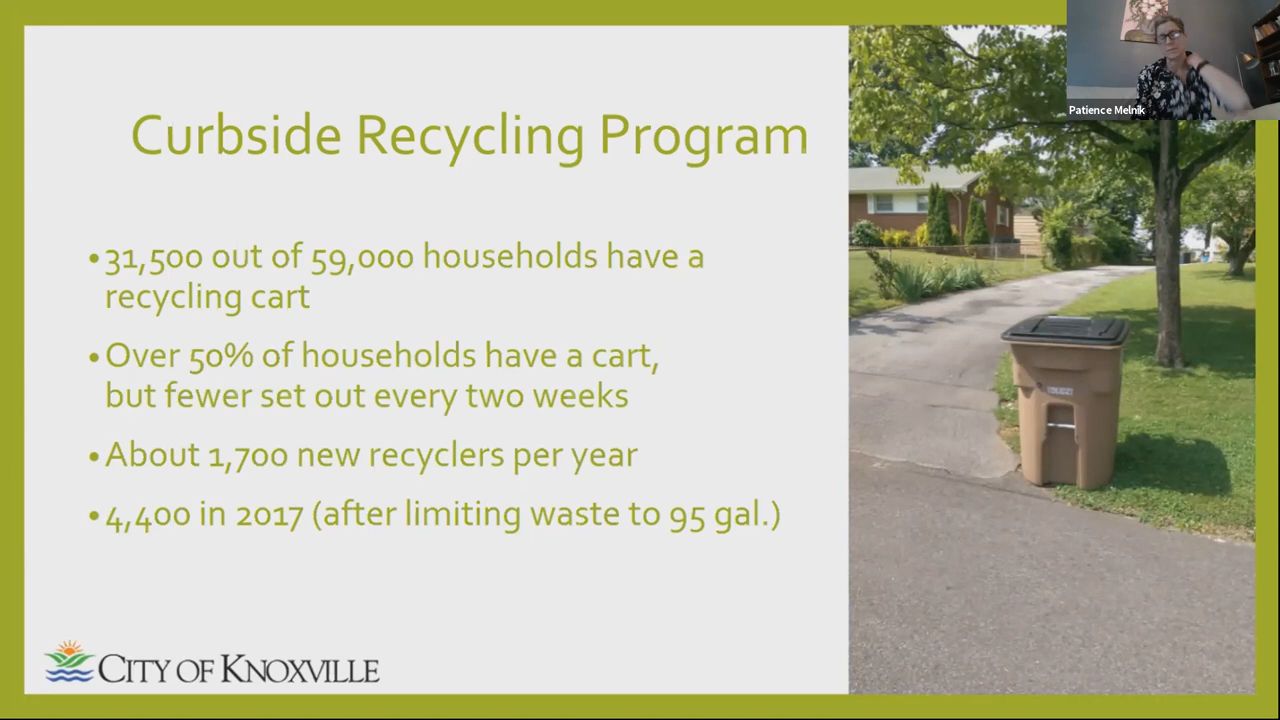 Patience Melnik
Curbside Recycling Program
•31,500 out of 59,000 households have a
recycling cart
•Over 50% of households have a cart,
but fewer set out every two weeks
•About 1,700 new recyclers per year
•4,400 in 2017 (after limiting waste to 95 gal.)
CITY OF KNOXVILLE